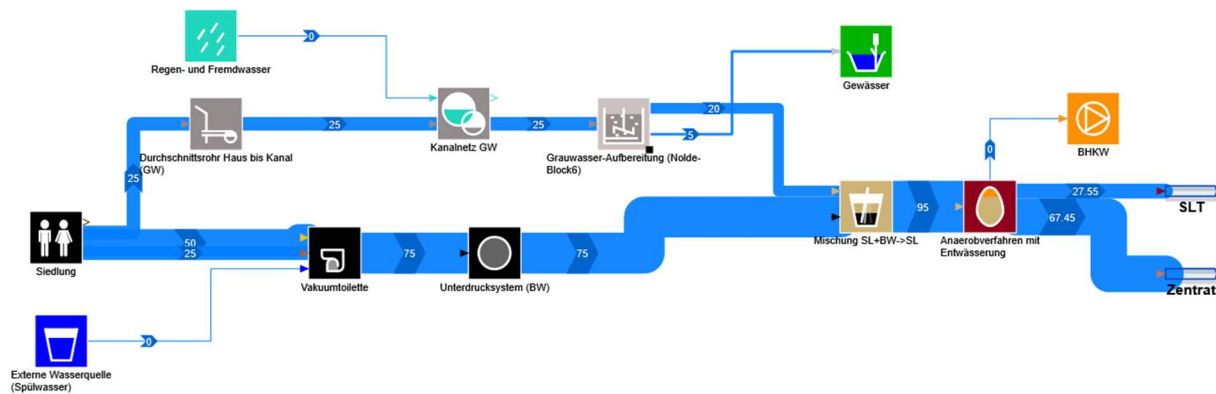 0
Regen- und Fremdwasser
Gewässer
20
25
25
5
Durchschnittsrohr Haus bis Kanal
(GW)
Kanalnetz GW
Grauwasser-Aufbereitung (Nolde-
Block6)
BHKW
0
25
27.55
SLT
95
67.45
Siedlung
50
25
75
75
Mischung SL+BW->SL
Anaerobverfahren mit
Entwässerung
Vakuumtoilette
Unterdrucksystem (BW)
Zentrat
0
Externe Wasserquelle
(Spülwasser)